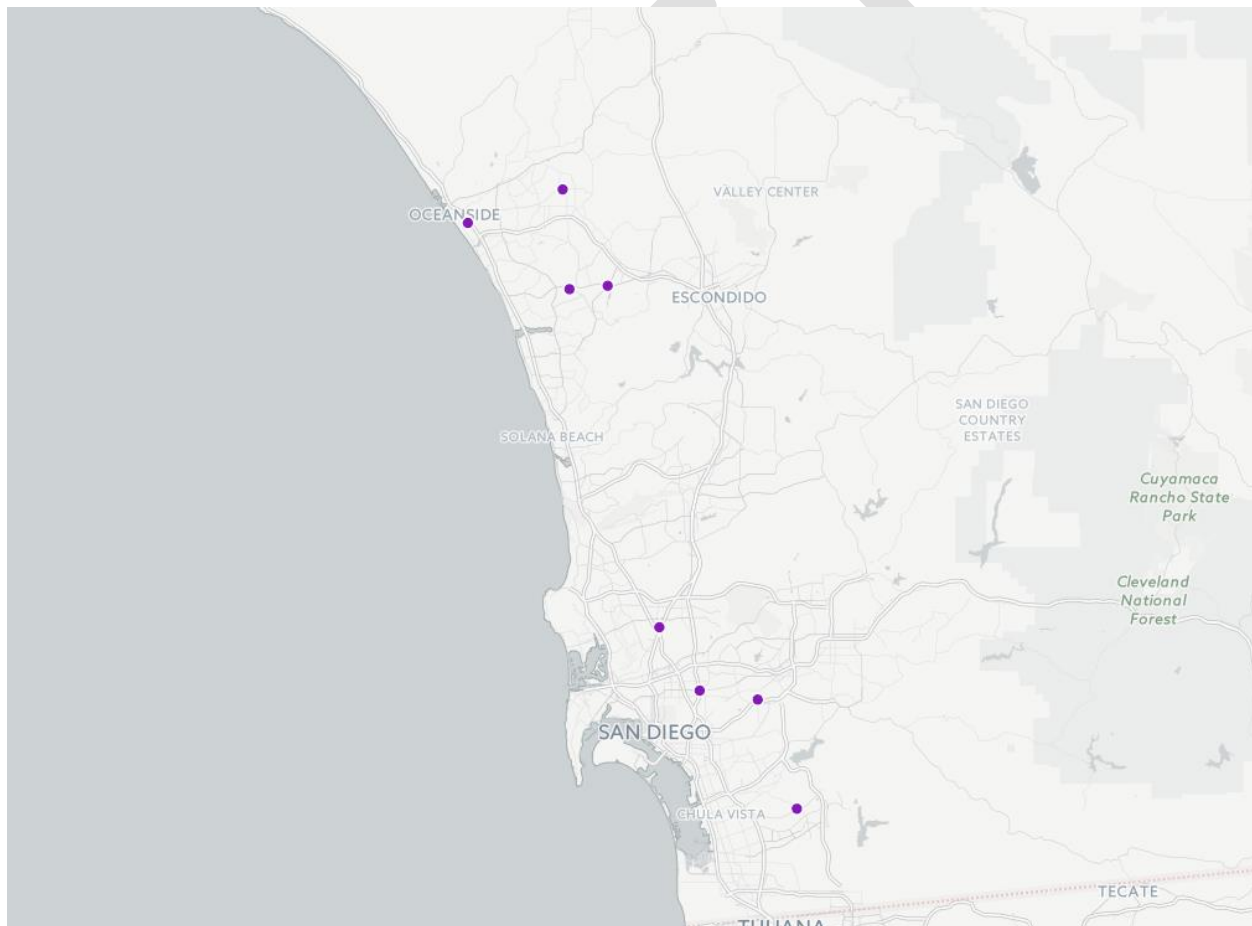 VALLEY CENTER
OCEANSIDE
ESCONDIDO
SAN DIEGO
COUNTRY
ESTATES
SOLANA BEACH
Cuyamaca
Rancho State
Park
Cleveland
National
Forest
SAN DIEGO
CHULA VISTA
TECATE
TIJUANA